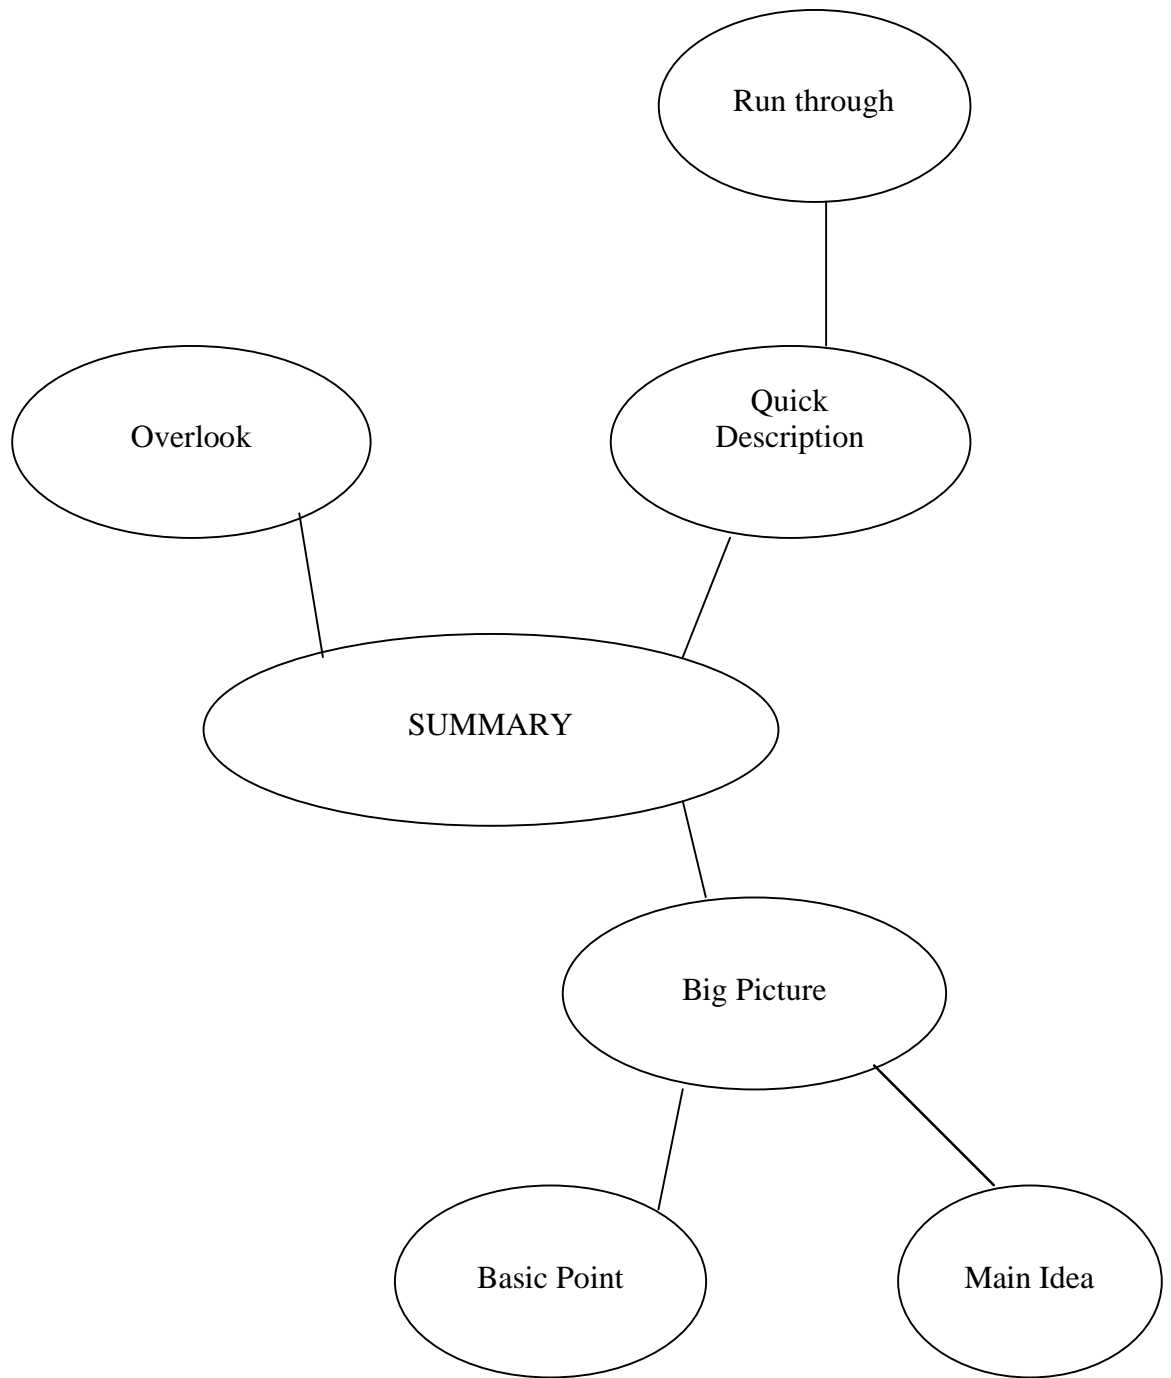 Run through
Quick
Description
Overlook
SUMMARY
Big Picture
Basic Point
Main Idea